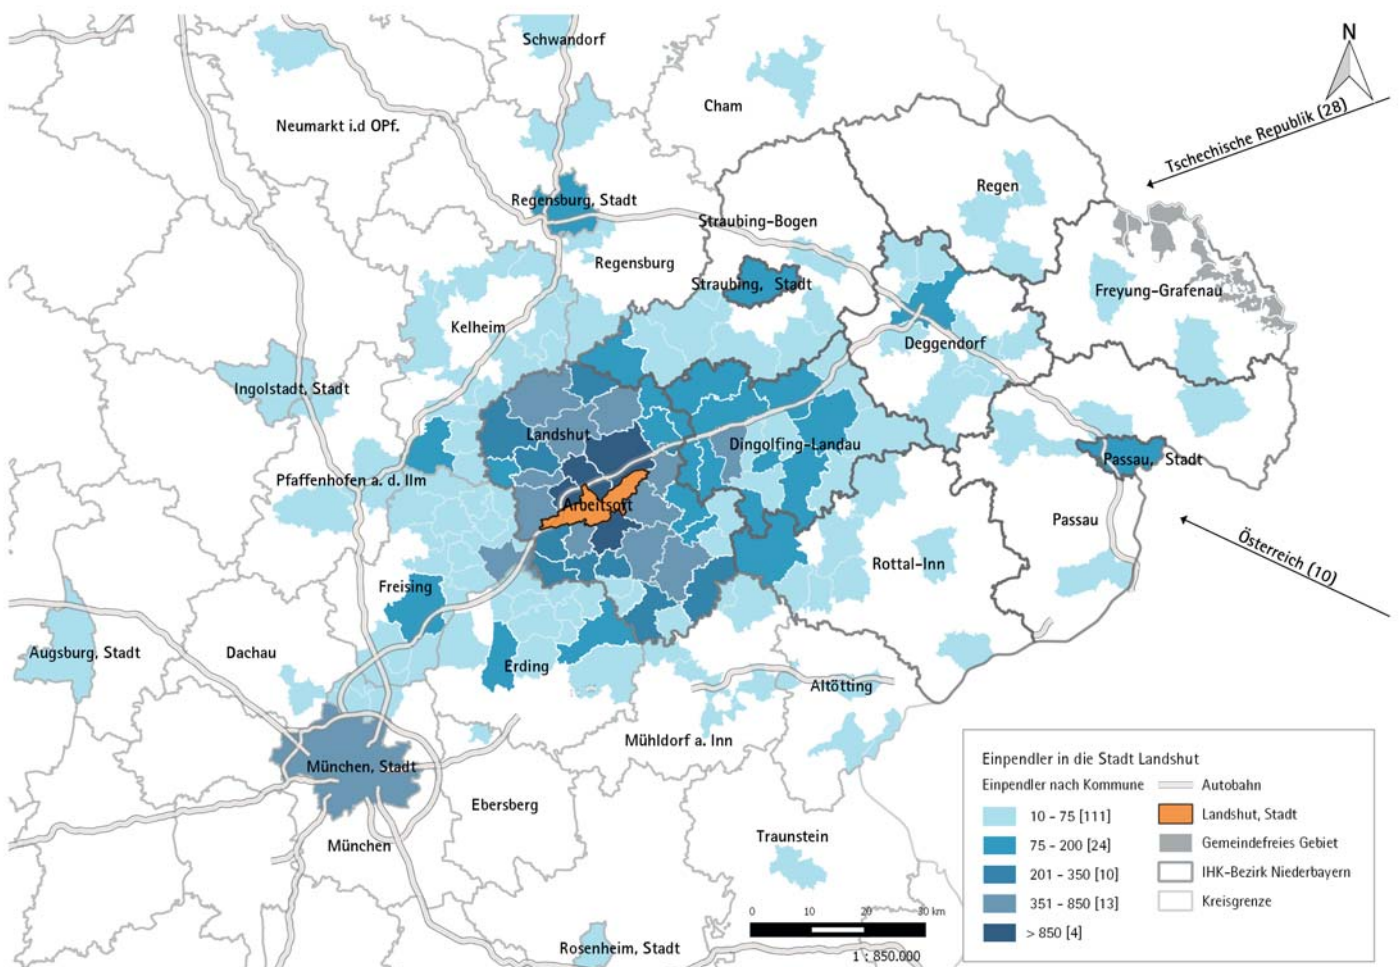 Schwandorf
N
Cham
Neumarkt i.d OPf.
Tschechische Republik (28)
Regen
Regensburg, Stadt
Straubing-Bogen
Regensburg
Straubing, Stadt
Freyung-Grafenau
Kelheim
Deggendorf
Ingolstadt, Stadt
Landshut
Dingolfing-Landau
Passau, Stadt
Pfaffenhofen a. d. Ilm
Arbeitsort
Passau
Österreich (10)
Rottal-Inn
Freising
Augsburg, Stadt
Dachau
Erding
Altötting
Mühldorf a. Inn
München, Stadt
Ebersberg
München
Traunstein
Rosenheim, Stadt
0 10 20 30 km
1 : 850.000
Einpendler in die Stadt Landshut
Einpendler nach Kommune
10 - 75 [111]
75 - 200 [24]
201 - 350 [10]
351 - 850 [13]
> 850 [4]
Autobahn
Landshut, Stadt
Gemeindefreies Gebiet
IHK-Bezirk Niederbayern
Kreisgrenze